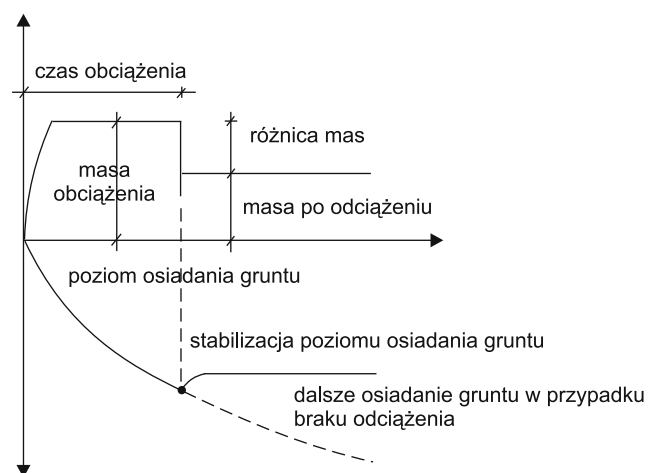 czas obciążenia
różnica mas
masa
obciążenia
masa po odciążeniu
poziom osiadania gruntu
stabilizacja poziomu osiadania gruntu
dalsze osiadanie gruntu w przypadku
braku odciążenia